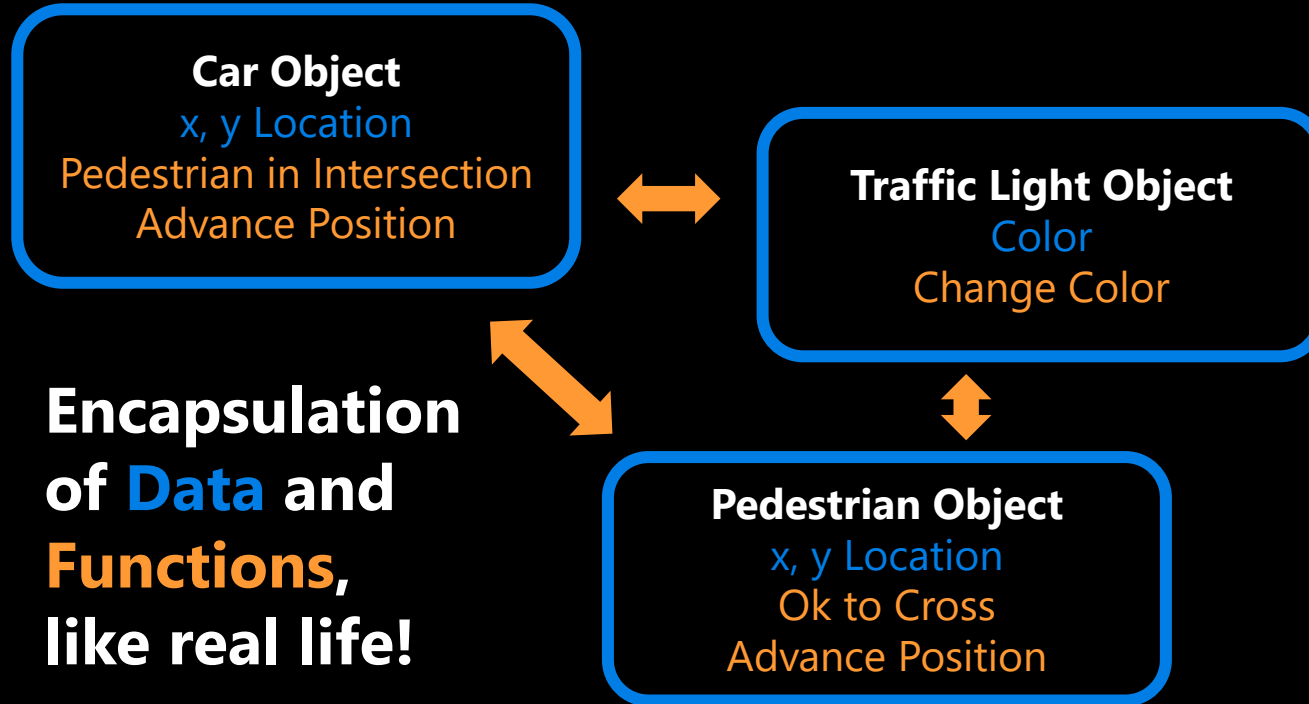 Car Object
x, y Location
Pedestrian in Intersection
Advance Position
Traffic Light Object
Color
Change Color
Encapsulation
of Data and
Functions,
like real life!
Pedestrian Object
x, y Location
Ok to Cross
Advance Position